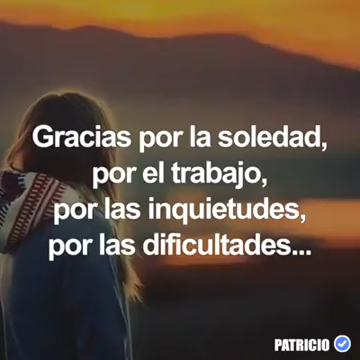 Gracias por la soledad,
por el trabajo,
por las inquietudes,
por las dificultades...
PATRICIO